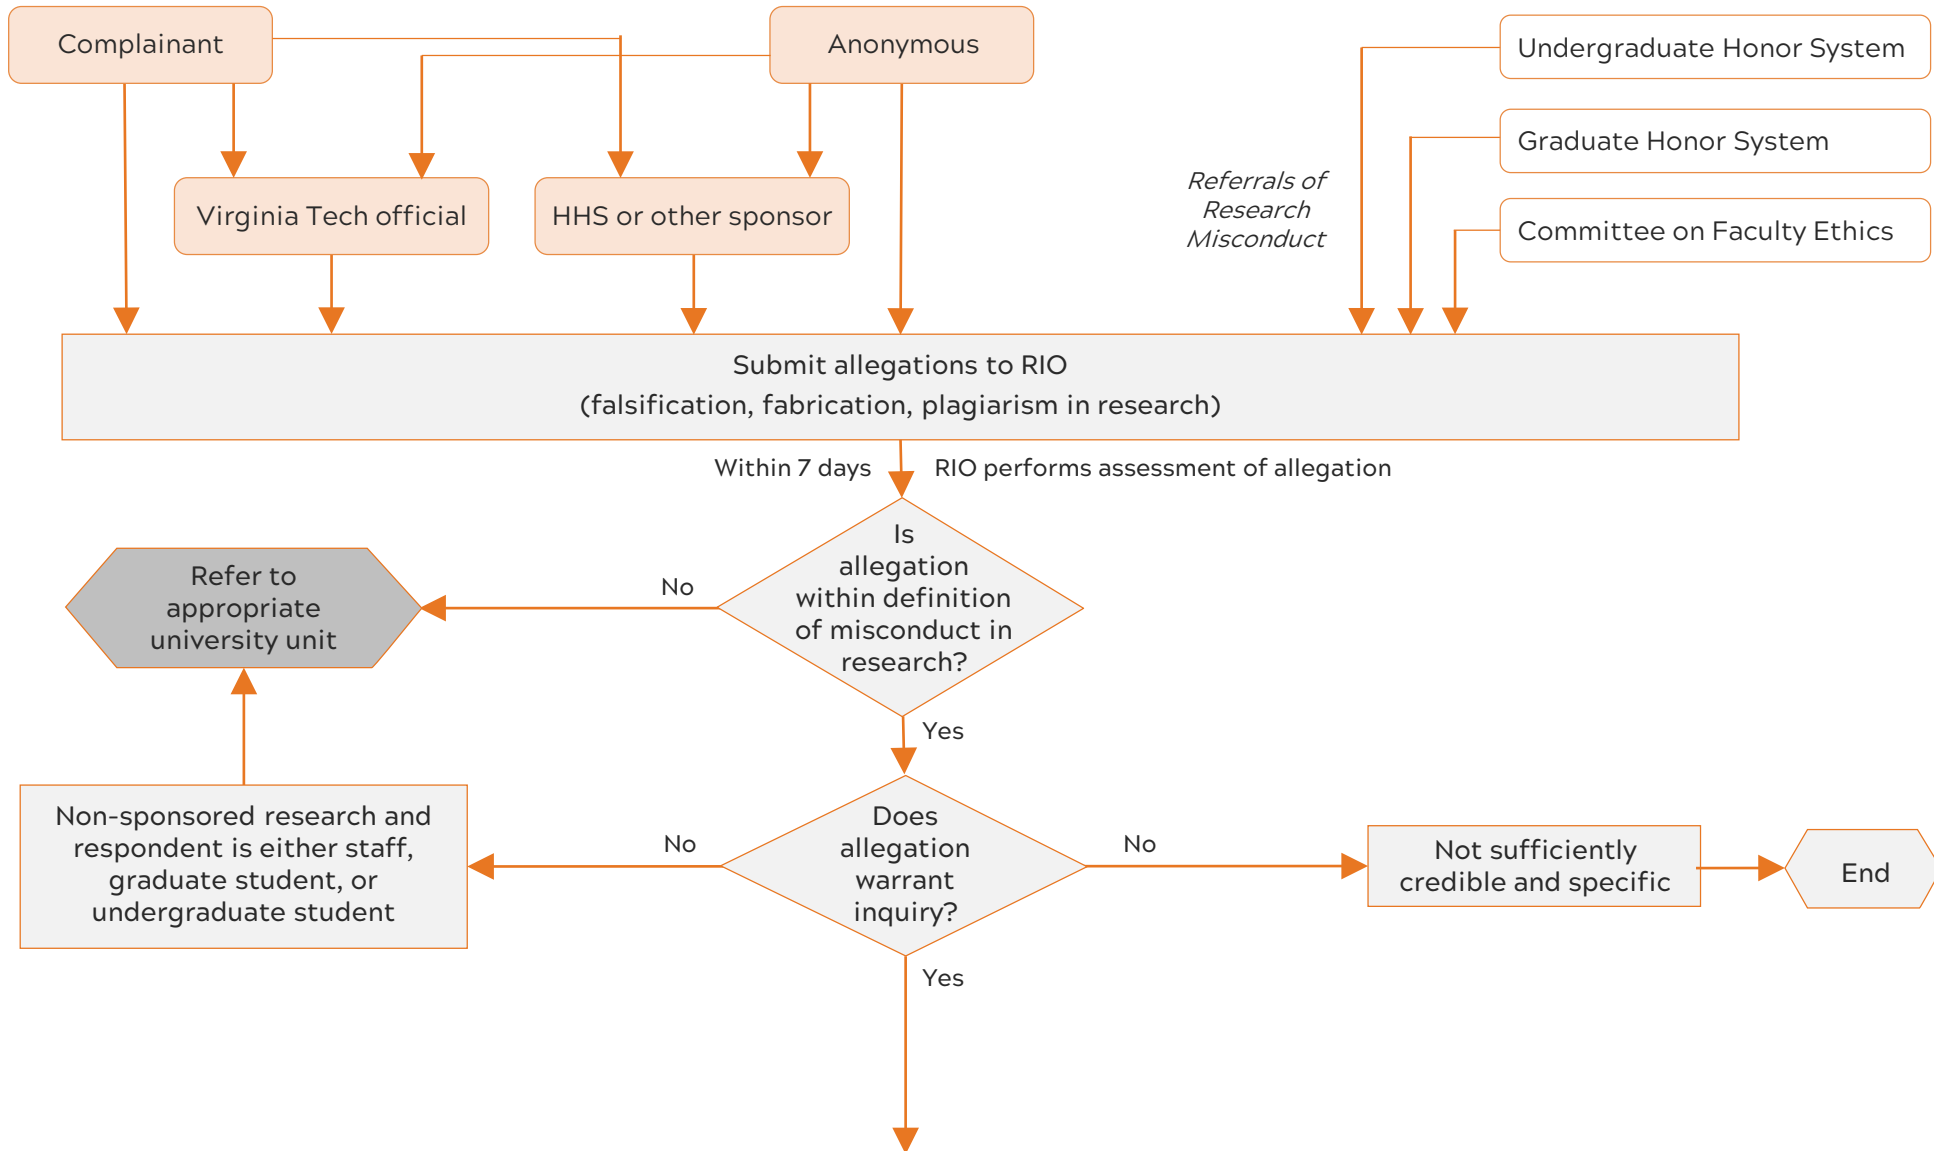 Complainant
Anonymous
Undergraduate Honor System
Graduate Honor System
Committee on Faculty Ethics
Virginia Tech official
HHS or other sponsor
Referrals of
Research
Misconduct
Submit allegations to RIO
(falsification, fabrication, plagiarism in research)
Within 7 days
RIO performs assessment of allegation
Is
allegation
within definition
of misconduct in
research?
No
Refer to
appropriate
university unit
Yes
Does
allegation
warrant
inquiry?
No
Non-sponsored research and
respondent is either staff,
graduate student, or
undergraduate student
No
Not sufficiently
credible and specific
End
Yes